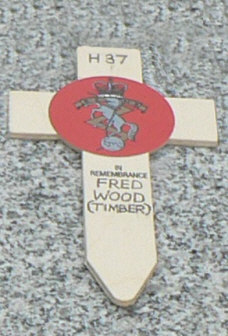 H 37
IN
REMEMBRANCE
FRED
WOOD
(TIMBER)